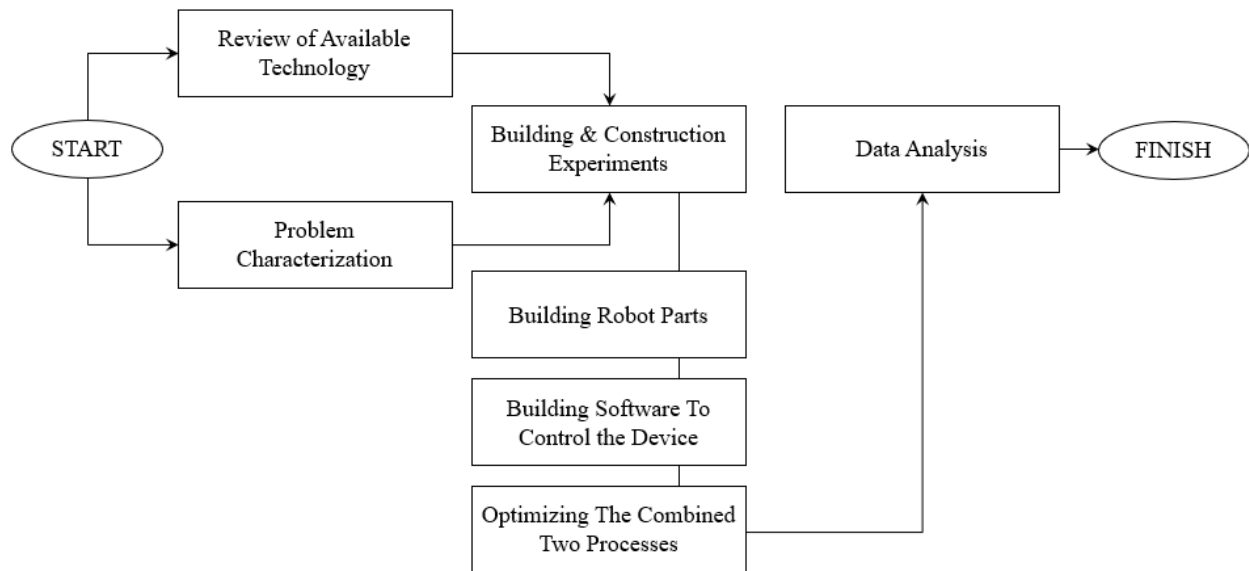 START
Review of Available
Technology
Problem
Characterization
Building & Construction
Experiments
Building Robot Parts
Building Software To
Control the Device
Optimizing The Combined
Two Processes
Data Analysis
FINISH